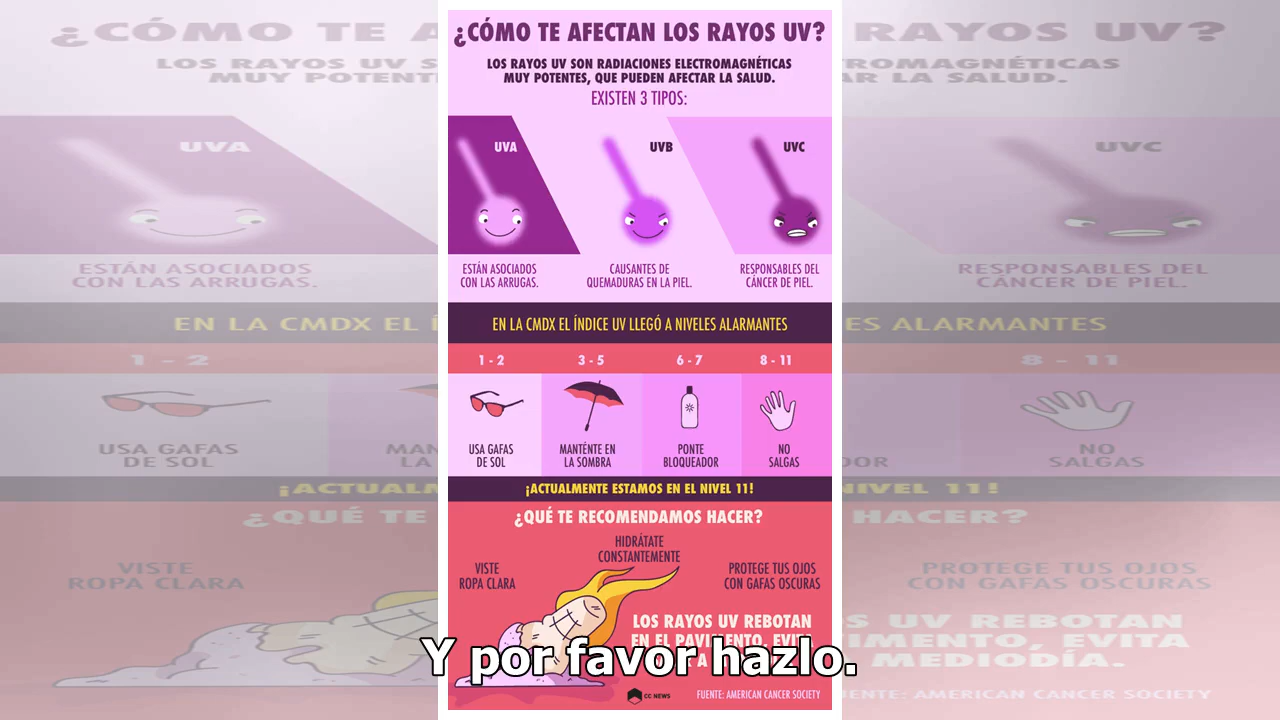 ¿CÓMO TE AFECTAN LOS RAYOS UV?
LOS RAYOS UV SON RADIACIONES ELECTROMAGNÉTICAS
MUY POTENTES, QUE PUEDEN AFECTAR LA SALUD.
EXISTEN 3 TIPOS:
UVA
UVB
UVC
ESTÁN ASOCIADOS
CON LAS ARRUGAS.
CAUSANTES DE
QUEMADURAS EN LA PIEL.
RESPONSABLES DEL
CÁNCER DE PIEL.
EN LA CMDX EL ÍNDICE UV LLEGÓ A NIVELES ALARMANTES
1 - 2
3 - 5
6 - 7
8 - 11
USA GAFAS
DE SOL
MANTÉNTE EN
LA SOMBRA
PONTE
BLOQUEADOR
NO
SALGAS
¡ACTUALMENTE ESTAMOS EN EL NIVEL 11!
¿QUÉ TE RECOMENDAMOS HACER?
HIDRÁTATE
CONSTANTEMENTE
VISTE
ROPA CLARA
PROTEGE TUS OJOS
CON GAFAS OSCURAS
LOS RAYOS UV REBOTAN
EN EL PAVIMENTO, EVITA
Y por favor hazlo.
CC NEWS
FUENTE: AMERICAN CANCER SOCIETY